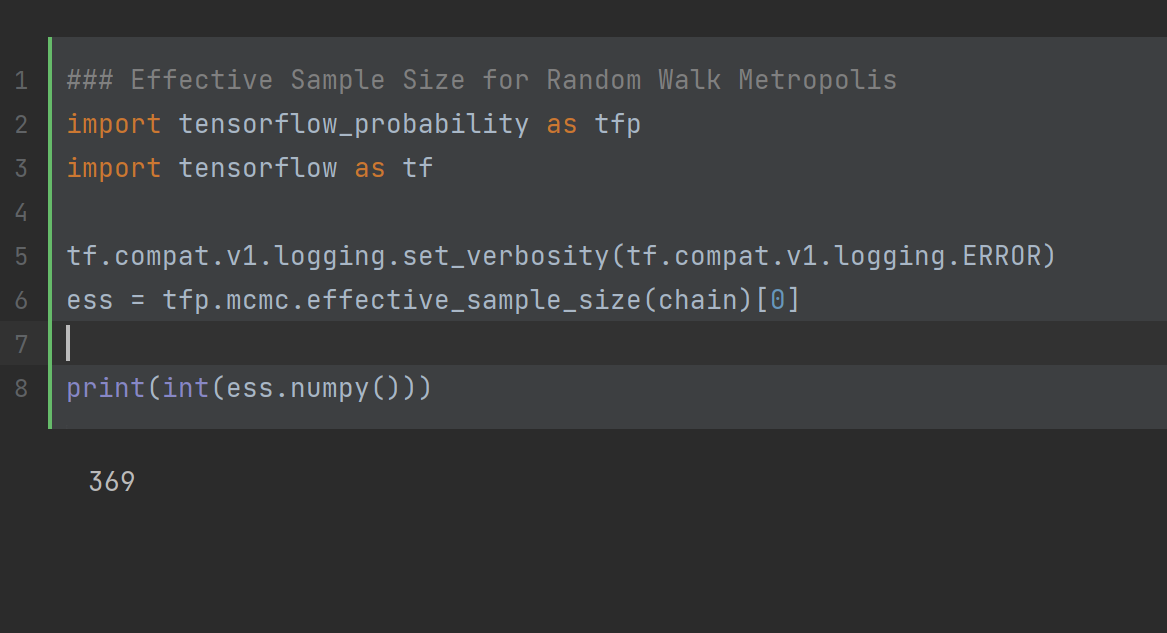 1 ### Effective Sample Size for Random Walk Metropolis
2 import tensorflow_probability as tfp
3 import tensorflow as tf
4
5 tf.compat.v1.logging.set_verbosity(tf.compat.v1.logging.ERROR)
6 ess = tfp.mcmc.effective_sample_size(chain)[0]
7
8 print(int(ess.numpy()))
369